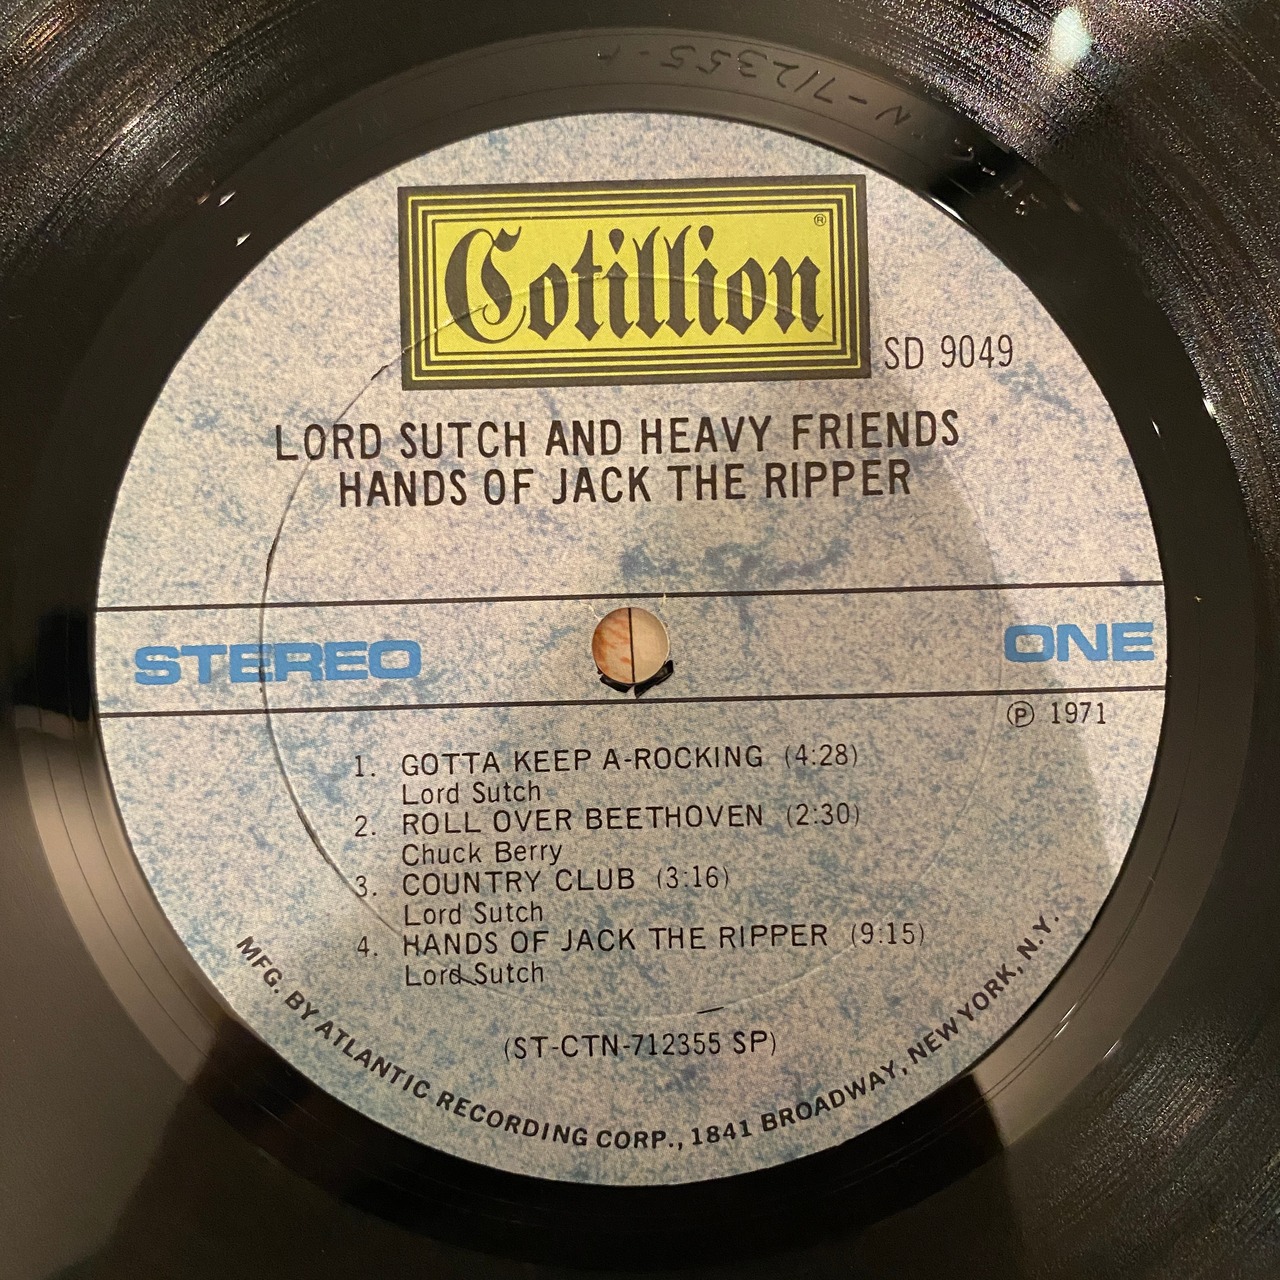 N-712355-A
Cotillion ®
SD 9049
LORD SUTCH AND HEAVY FRIENDS
HANDS OF JACK THE RIPPER
STEREO
ONE
℗ 1971
1. GOTTA KEEP A-ROCKING (4:28)
Lord Sutch
2. ROLL OVER BEETHOVEN (2:30)
Chuck Berry
3. COUNTRY CLUB (3:16)
Lord Sutch
4. HANDS OF JACK THE RIPPER (9:15)
Lord Sutch
(ST-CTN-712355 SP)
MFG. BY ATLANTIC RECORDING CORP., 1841 BROADWAY, NEW YORK, N.Y.